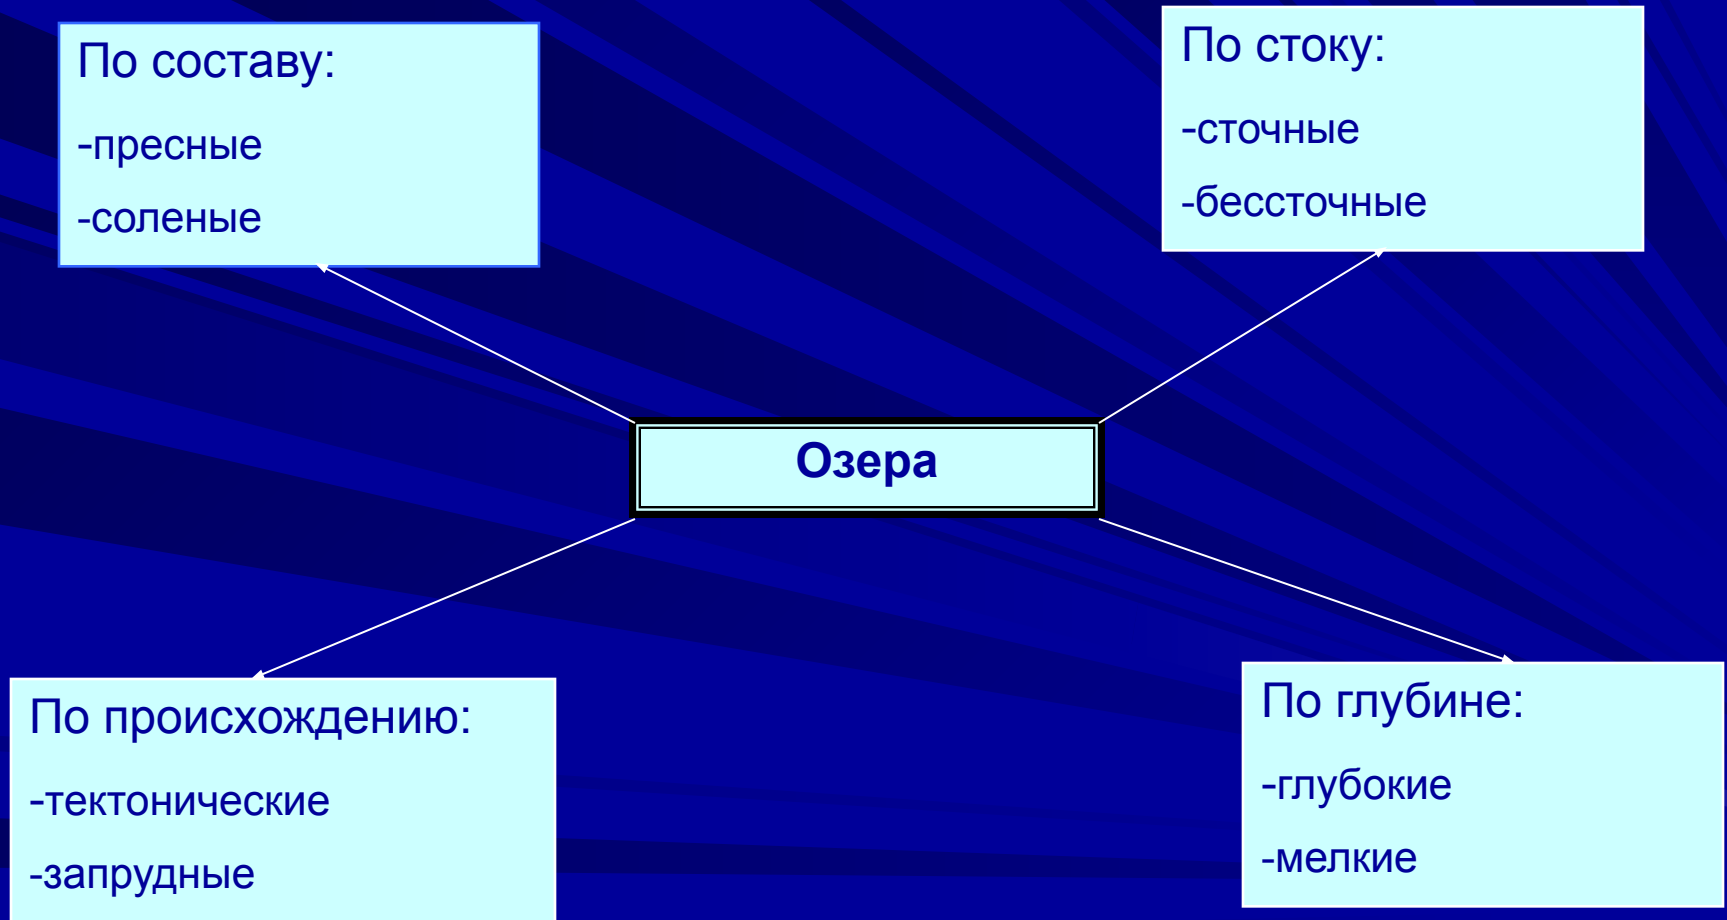 По составу:
-пресные
-соленые
По стоку:
-сточные
-бессточные
Озера
По происхождению:
-тектонические
-запрудные
По глубине:
-глубокие
-мелкие